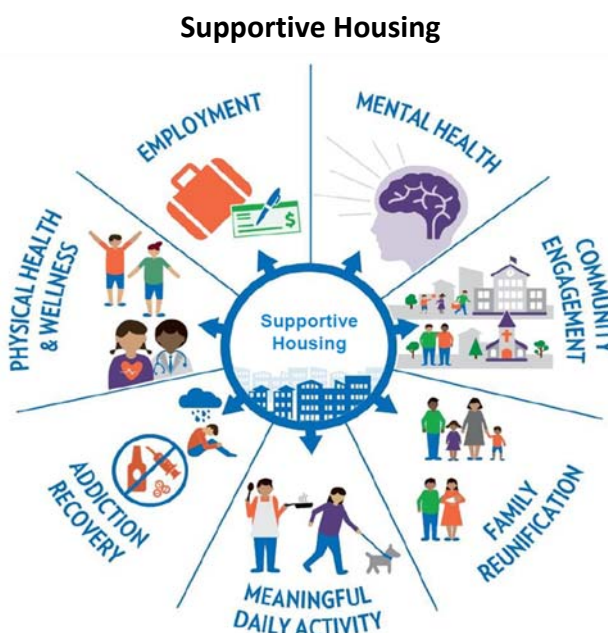 Supportive Housing
EMPLOYMENT
MENTAL HEALTH
COMMUNITY
ENGAGEMENT
FAMILY
REUNIFICATION
MEANINGFUL
DAILY ACTIVITY
ADDICTION
RECOVERY
PHYSICAL HEALTH
& WELLNESS
Supportive
Housing
$